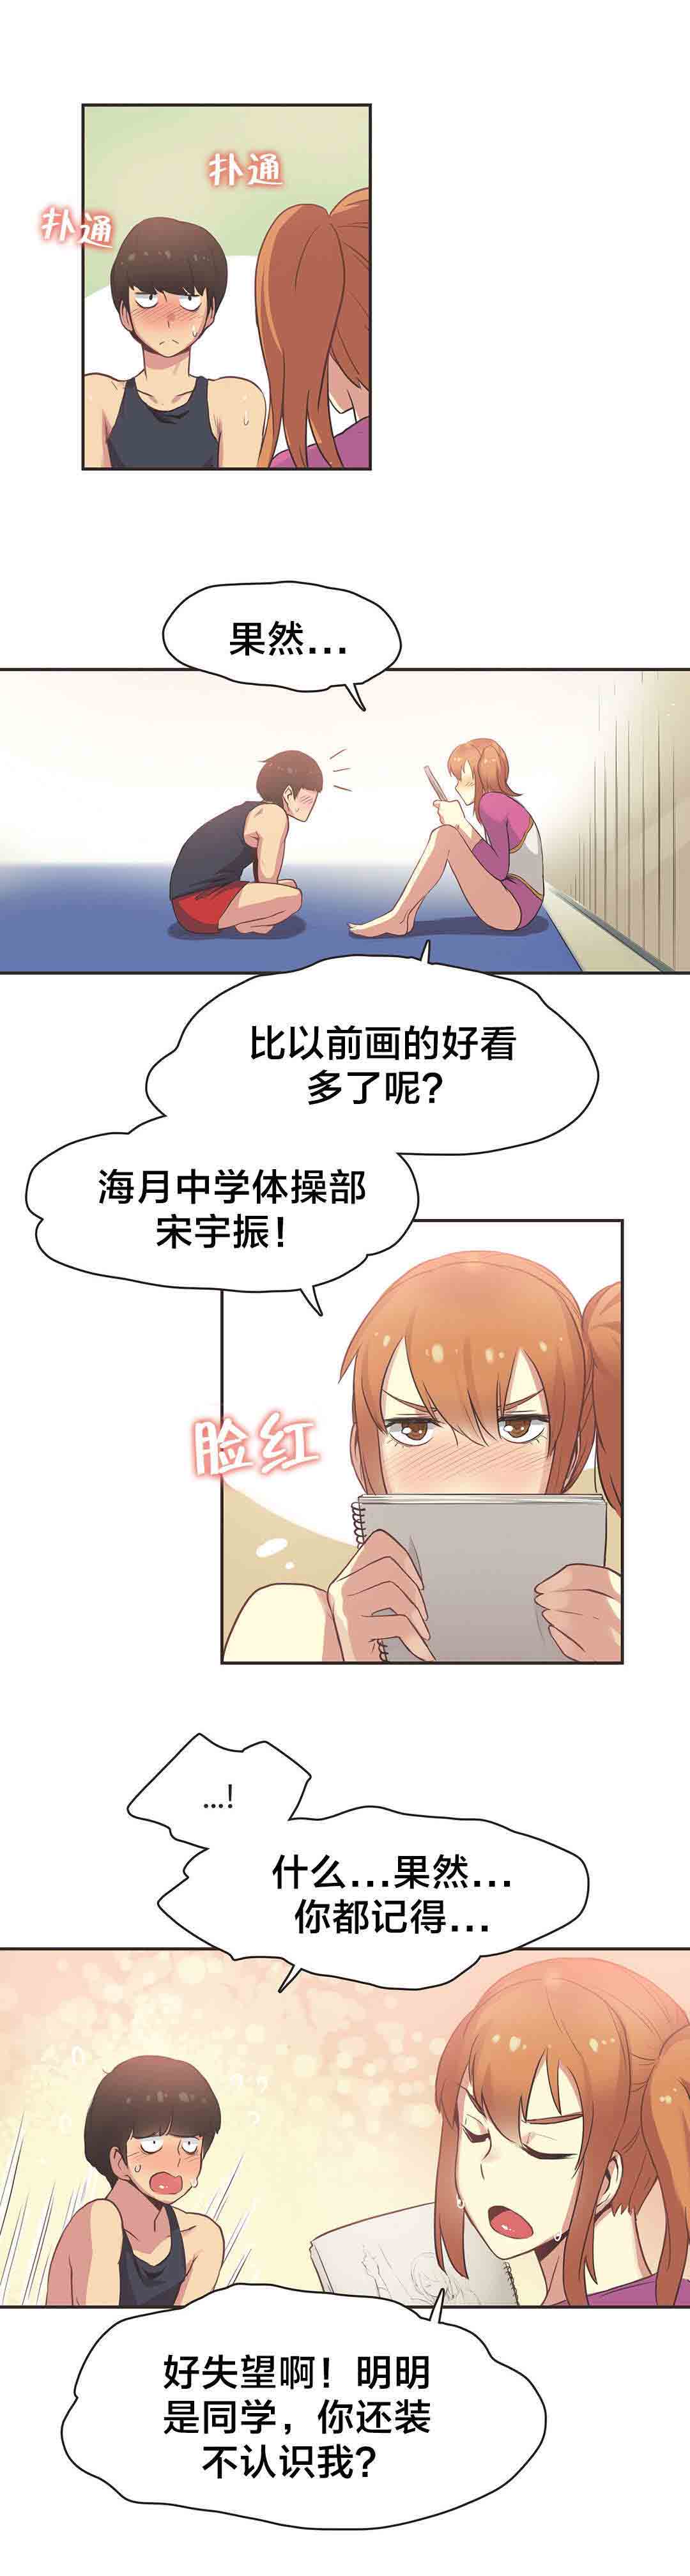 扑通
扑通
果然...
比以前画的好看
多了呢?
海月中学体操部
宋宇振!
脸红
...!
什么...果然...
你都记得...
好失望啊!明明
是同学,你还装
不认识我?